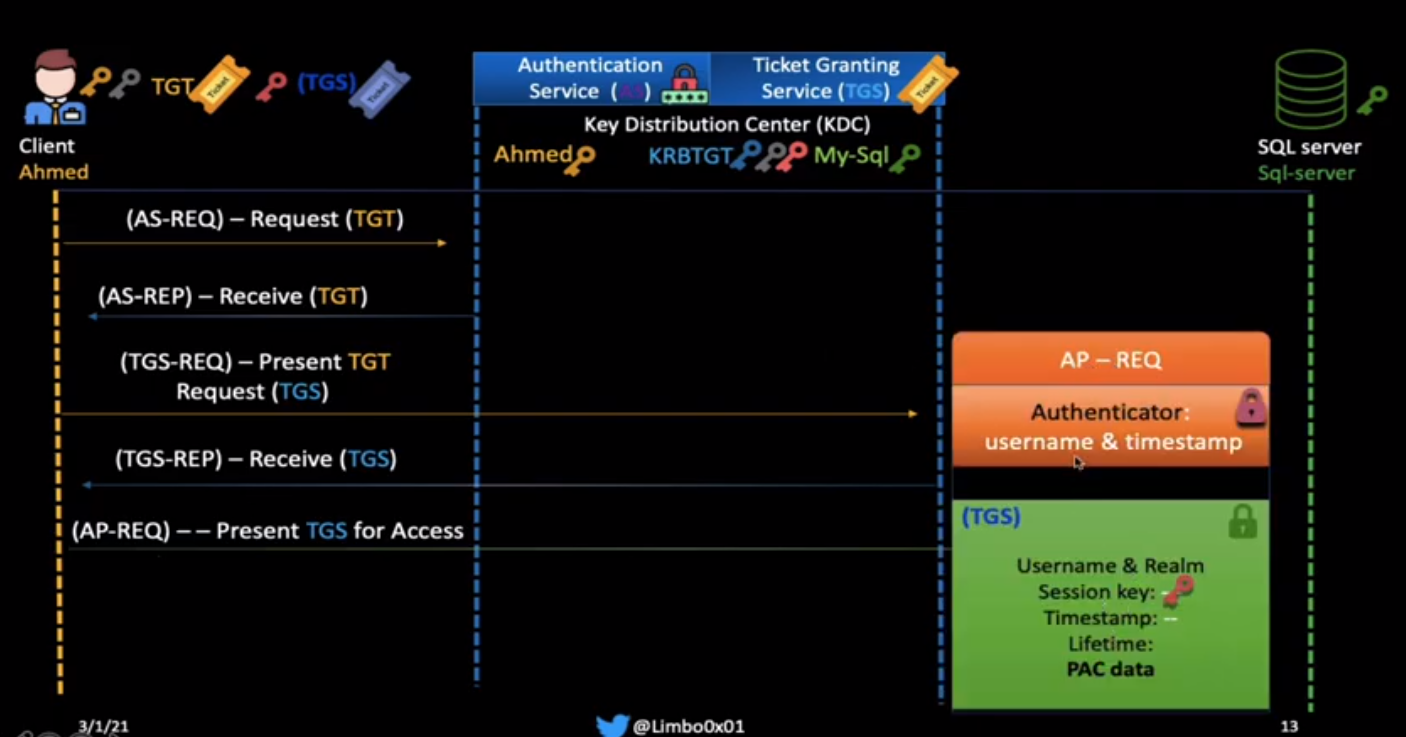 TGT
Ticket
(TGS)
Ticket
Client
Ahmed
Authentication
Service (AS)
Ticket Granting
Service (TGS)
Ticket
Key Distribution Center (KDC)
Ahmed
KRBTGT
My-Sql
SQL server
Sql-server
(AS-REQ) – Request (TGT)
(AS-REP) – Receive (TGT)
(TGS-REQ) – Present TGT
Request (TGS)
(TGS-REP) – Receive (TGS)
(AP-REQ) – – Present TGS for Access
AP – REQ
Authenticator:
username & timestamp
(TGS)
Username & Realm
Session key: --
Timestamp: --
Lifetime:
PAC data
3/1/21
@Limbo0x01
13